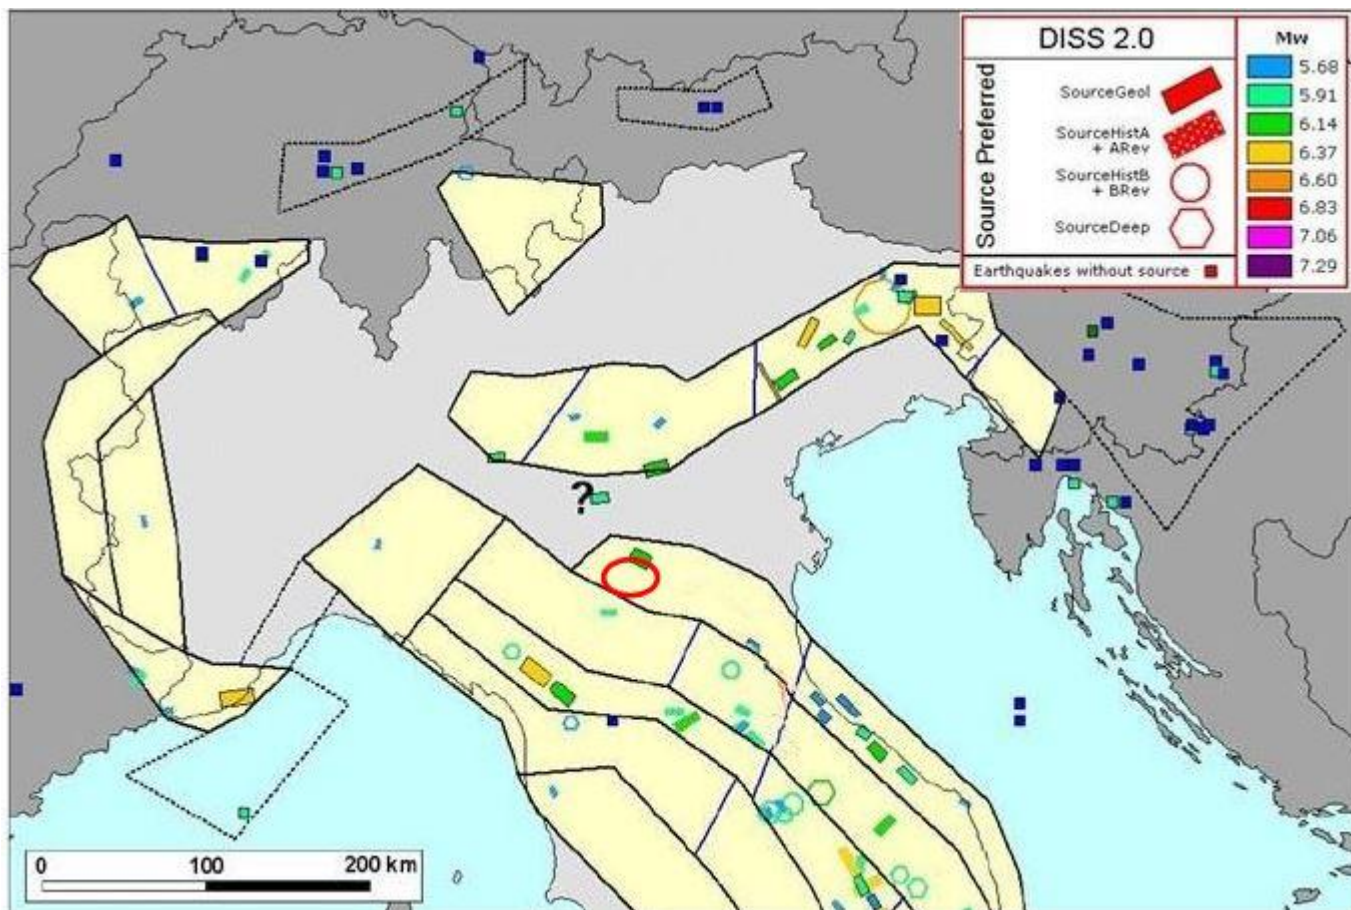 DISS 2.0
Source Preferred
SourceGeol
SourceHistA
+ ARev
SourceHistB
+ BRev
SourceDeep
Earthquakes without source
Mw
5.68
5.91
6.14
6.37
6.60
6.83
7.06
7.29
?
0 100 200 km